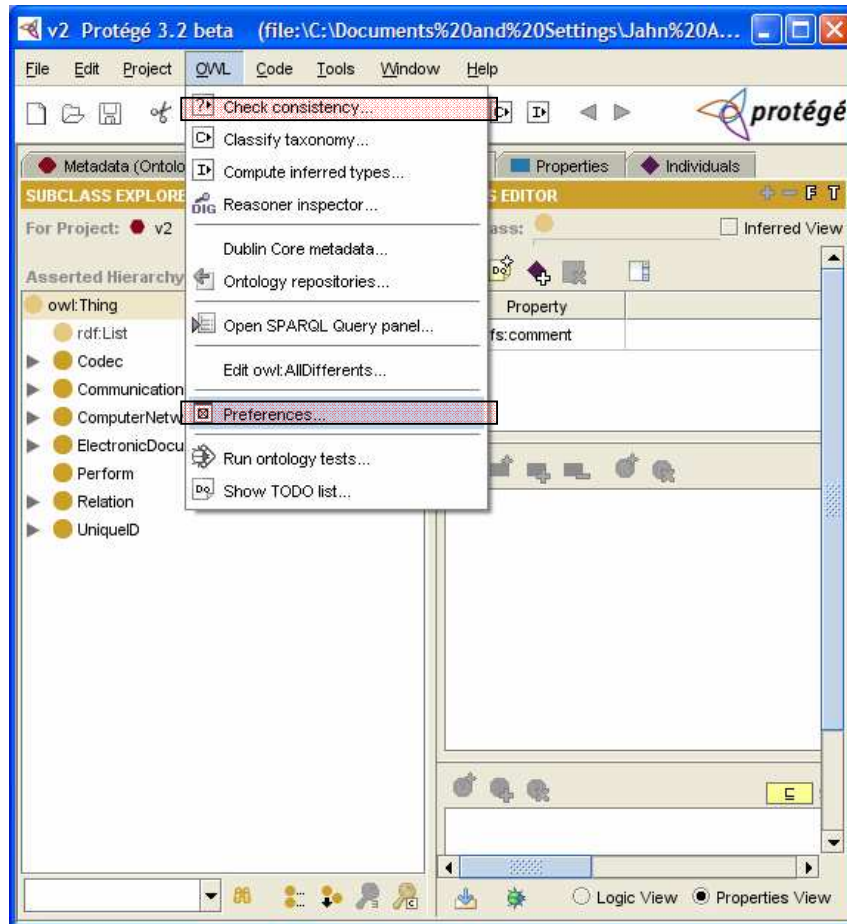 v2 Protégé 3.2 beta (file:\C:\Documents%20and%20Settings\Jahn%20A...
File Edit Project OWL Code Tools Window Help
protégé
Check consistency...
Classify taxonomy...
Compute inferred types...
DIG Reasoner inspector...
Dublin Core metadata...
Ontology repositories...
Open SPARQL Query panel...
Edit owl:AllDifferents...
Preferences...
Run ontology tests...
Show TODO list...
Metadata (Ontolo
Properties
Individuals
SUBCLASS EXPLORE
For Project: v2
Asserted Hierarchy
owl:Thing
rdf:List
Codec
Communication
ComputerNetw
ElectronicDocu
Perform
Relation
UniqueID
S EDITOR
F T
ass:
Inferred View
Property
fs:comment
Logic View Properties View